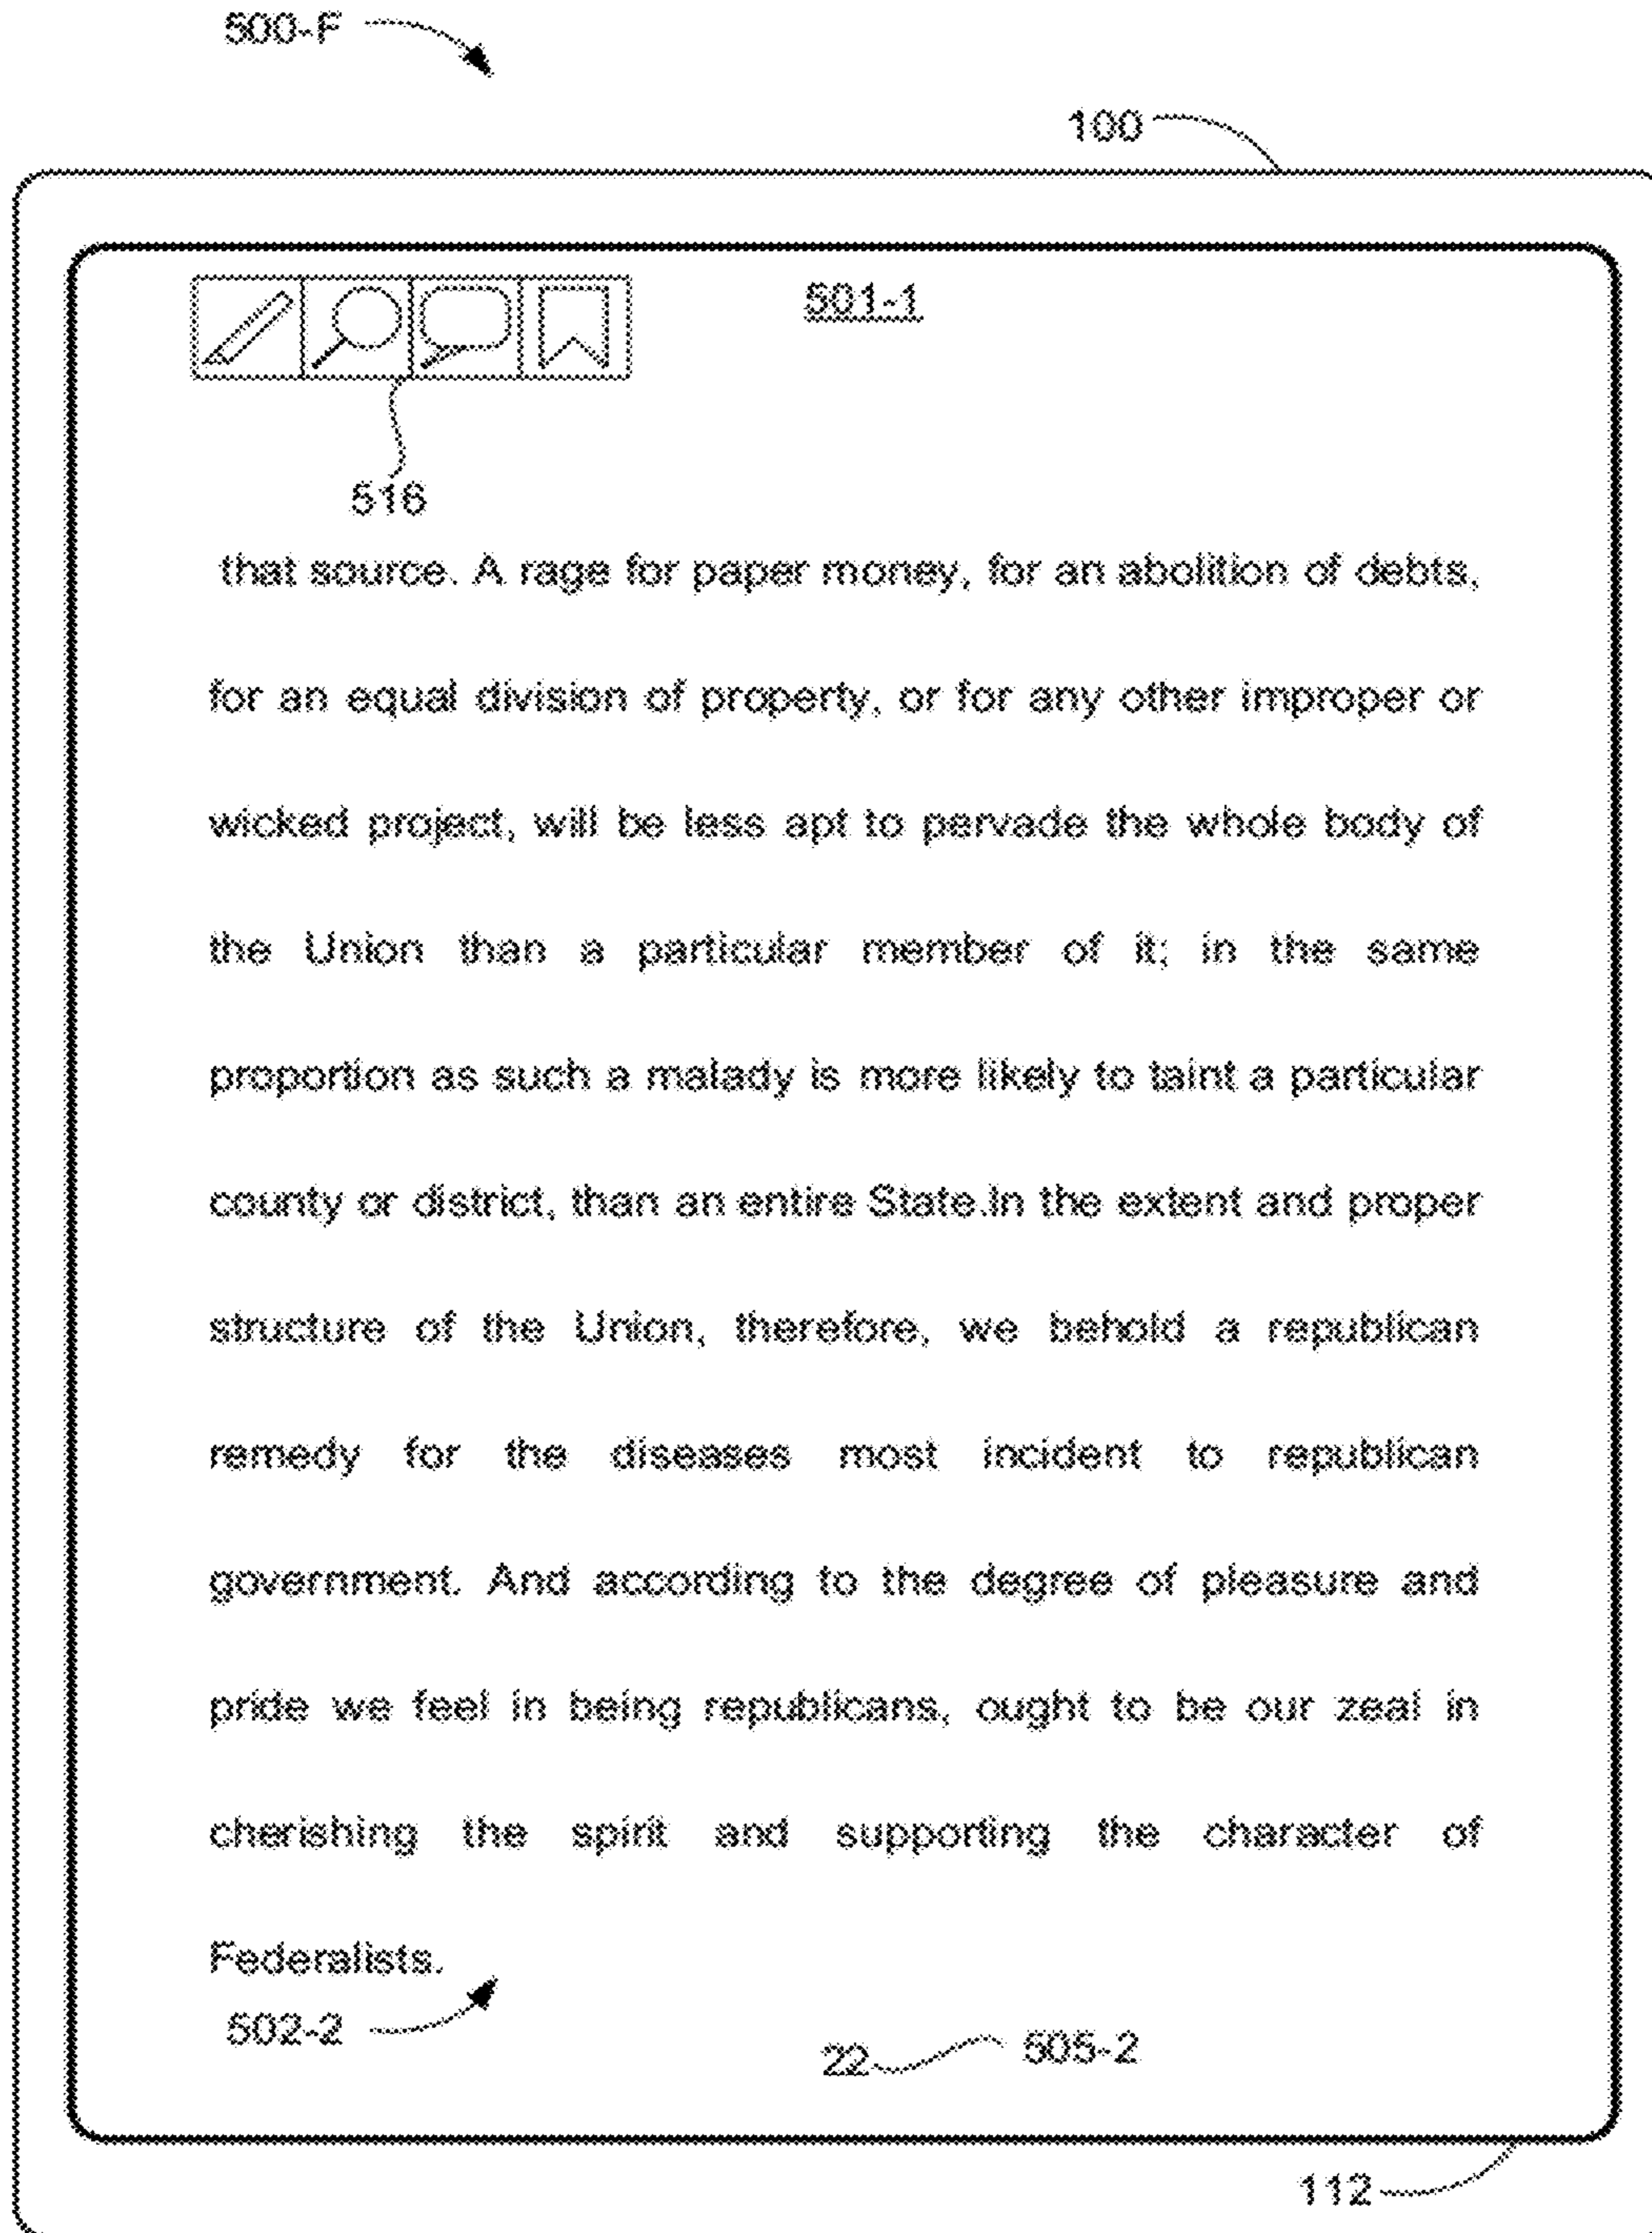 500-F
100
501-1
516
that source. A rage for paper money, for an abolition of debts,
for an equal division of property, or for any other improper or
wicked project, will be less apt to pervade the whole body of
the Union than a particular member of it; in the same
proportion as such a malady is more likely to taint a particular
county or district, than an entire State.In the extent and proper
structure of the Union, therefore, we behold a republican
remedy for the diseases most incident to republican
government. And according to the degree of pleasure and
pride we feel in being republicans, ought to be our zeal in
cherishing the spirit and supporting the character of
Federalists.
502-2
22 505-2
112